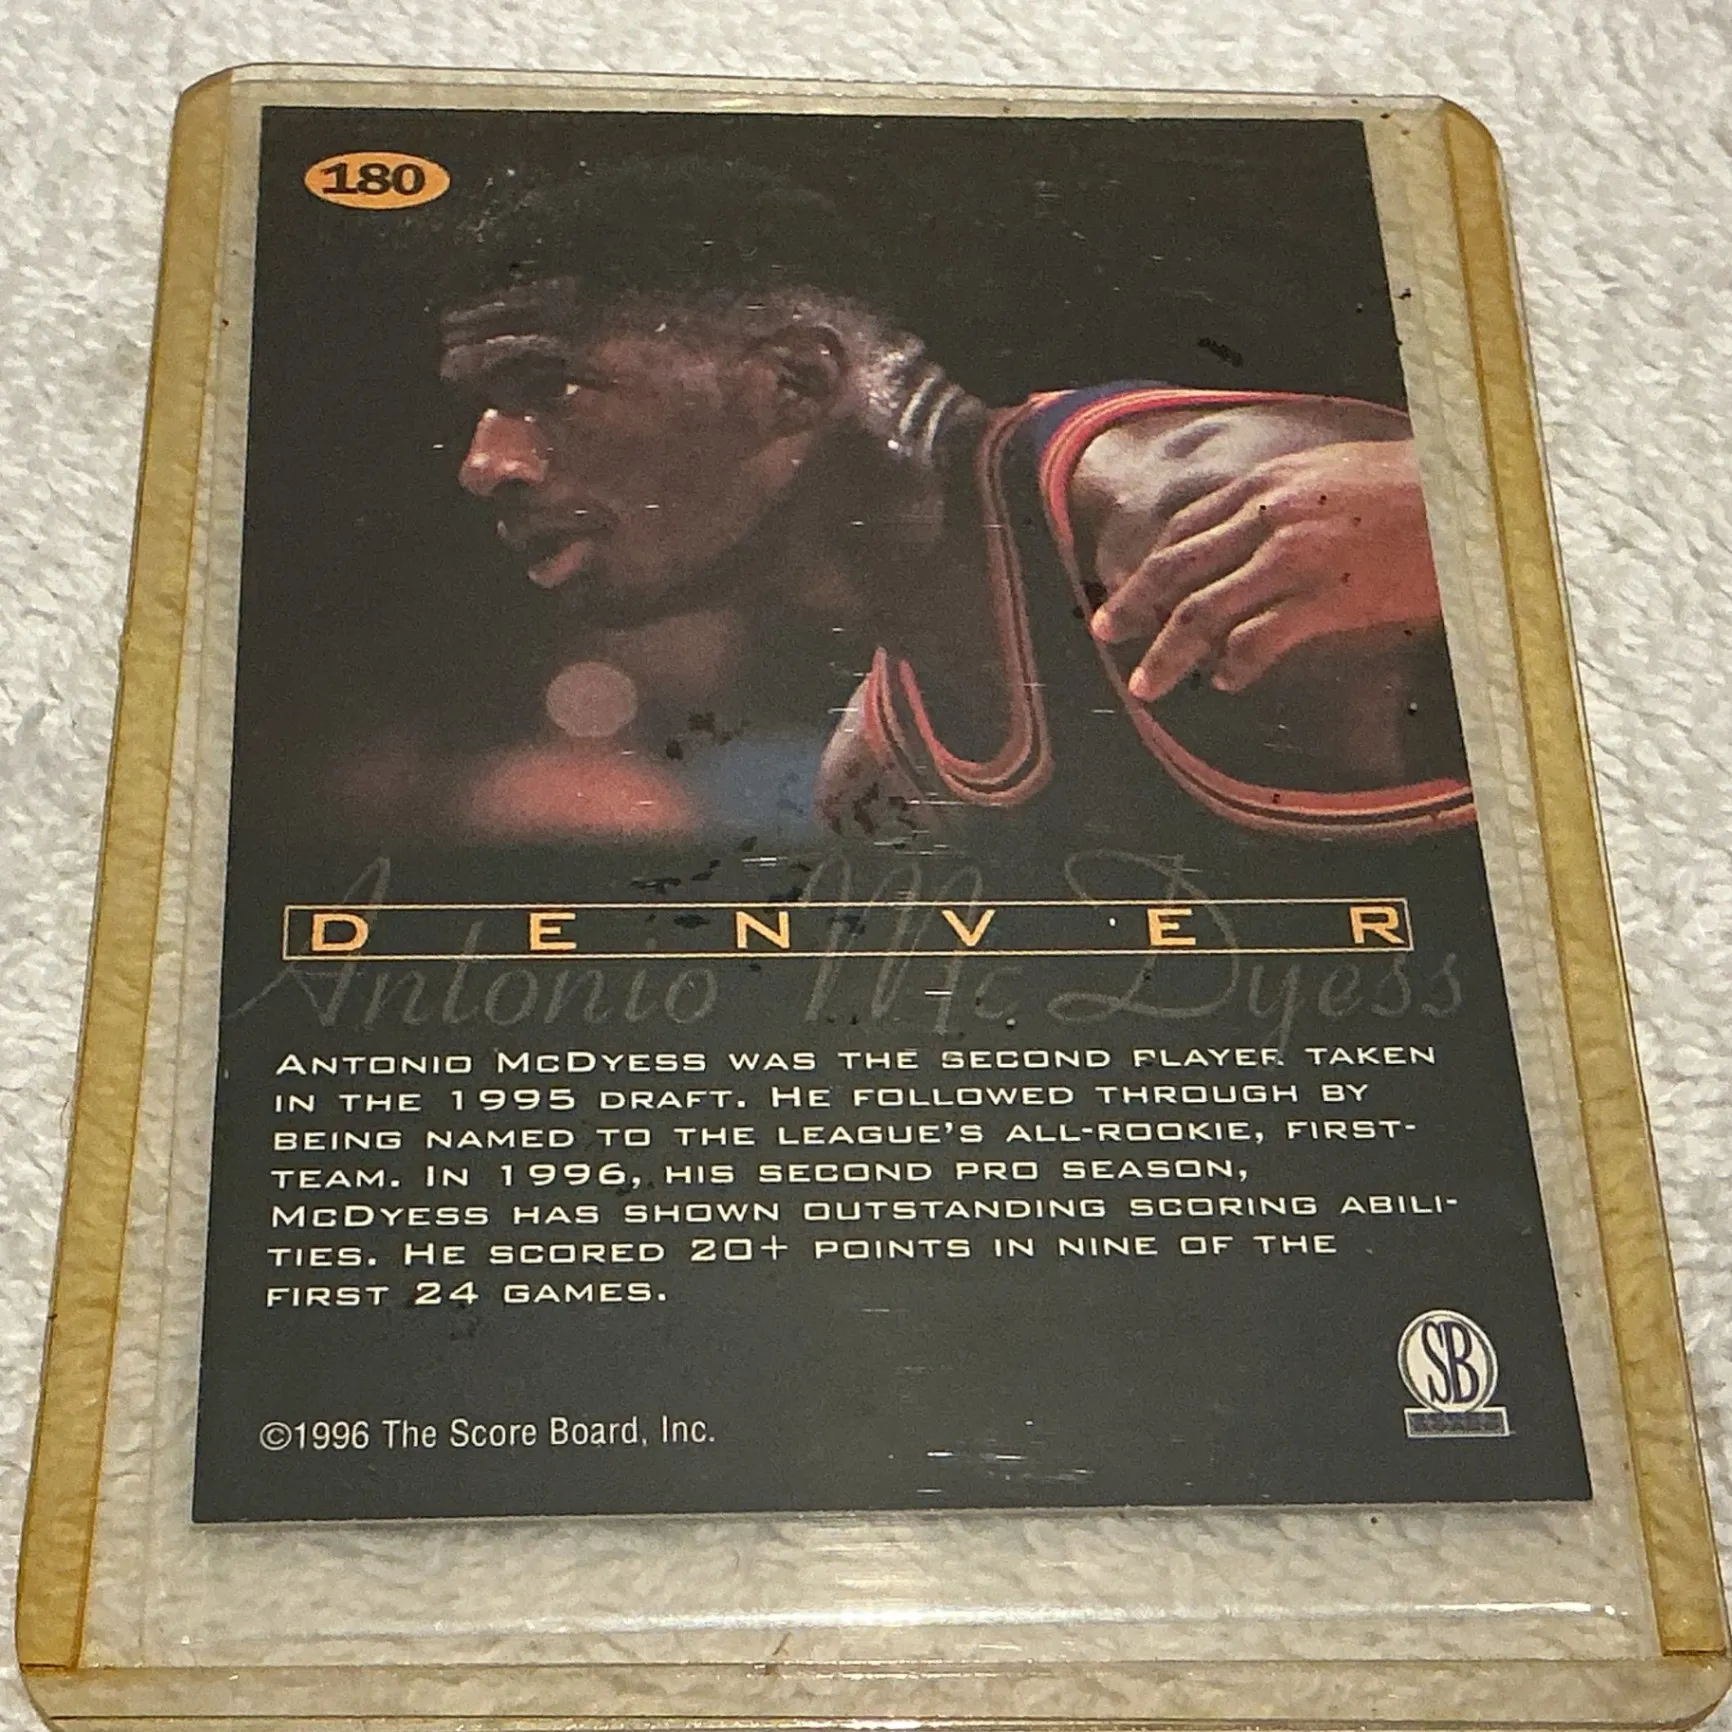 180
DENVER
Antonio McDyess
ANTONIO MCDYESS WAS THE SECOND PLAYER TAKEN
IN THE 1995 DRAFT. HE FOLLOWED THROUGH BY
BEING NAMED TO THE LEAGUE'S ALL-ROOKIE, FIRST-
TEAM. IN 1996, HIS SECOND PRO SEASON,
MCDYESS HAS SHOWN OUTSTANDING SCORING ABILI-
TIES. HE SCORED 20+ POINTS IN NINE OF THE
FIRST 24 GAMES.
SB
©1996 The Score Board, Inc.